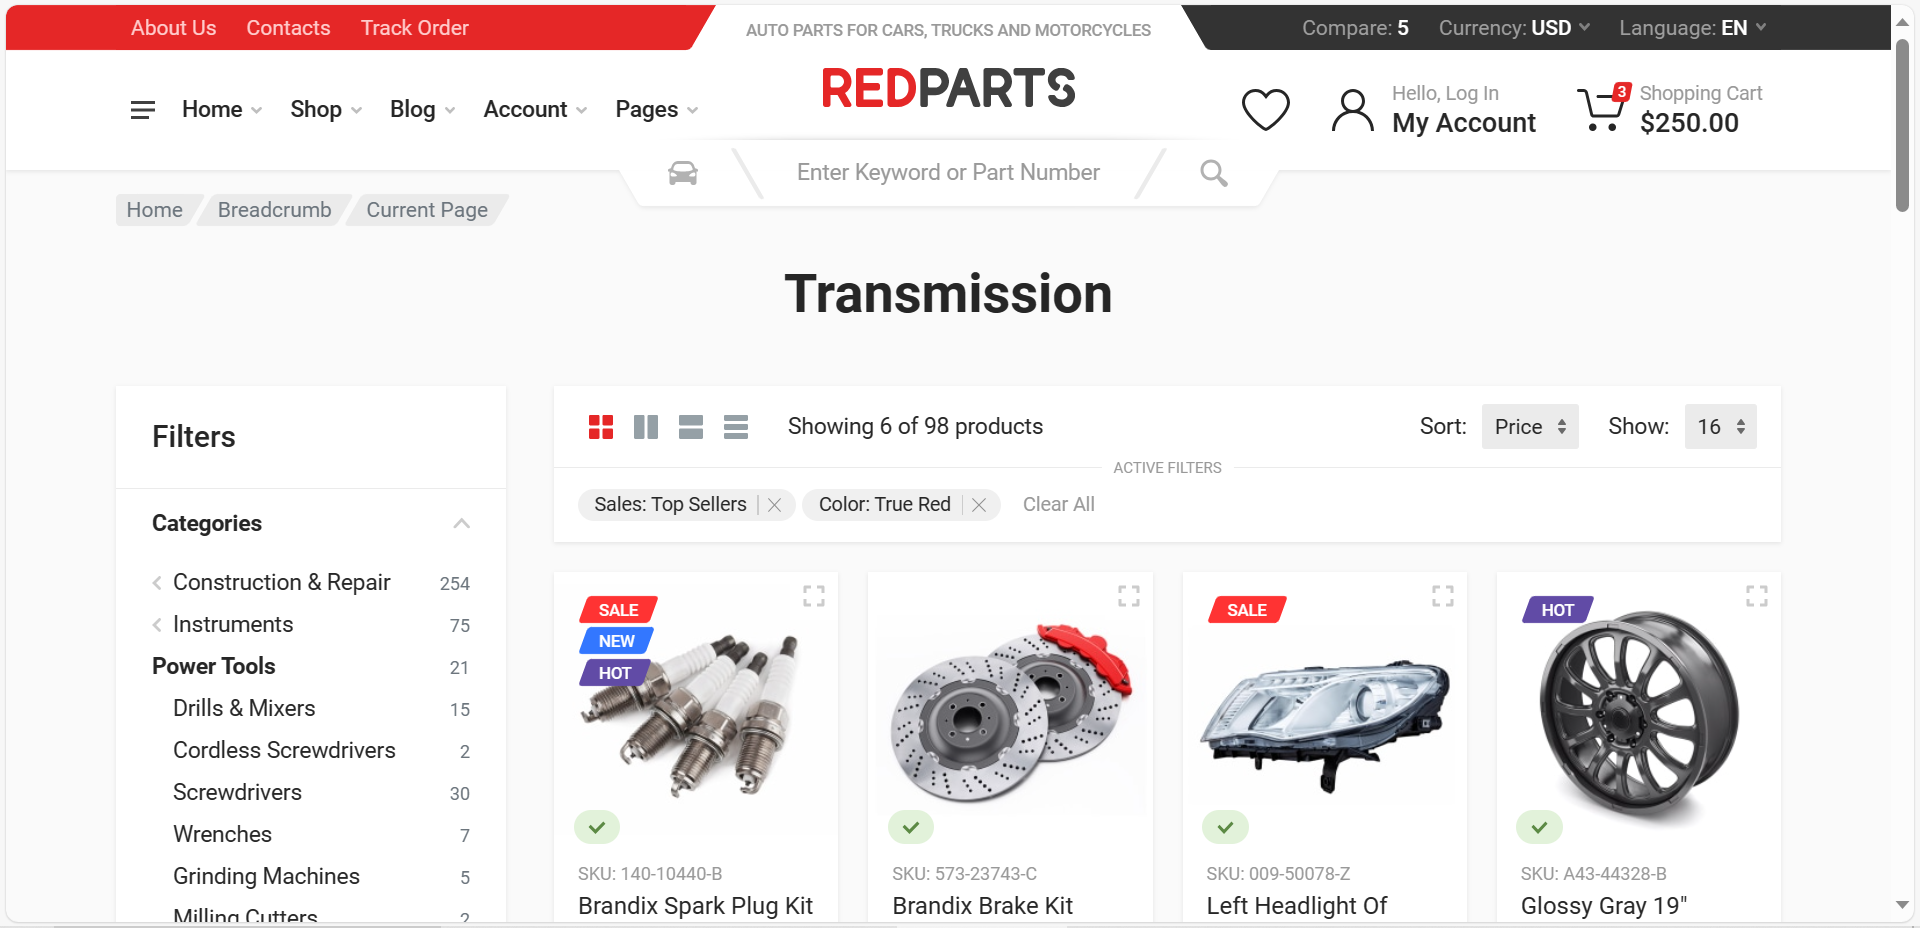 About Us Contacts Track Order
AUTO PARTS FOR CARS, TRUCKS AND MOTORCYCLES
Compare: 5 Currency: USD Language: EN
Home Shop Blog Account Pages
REDPARTS
Hello, Log In
My Account
3
Shopping Cart
$250.00
Enter Keyword or Part Number
Home Breadcrumb Current Page
Transmission
Filters
Categories
Construction & Repair 254
Instruments 75
Power Tools 21
Drills & Mixers 15
Cordless Screwdrivers 2
Screwdrivers 30
Wrenches 7
Grinding Machines 5
Milling Cutters 2
Showing 6 of 98 products
Sort: Price Show: 16
ACTIVE FILTERS
Sales: Top Sellers Color: True Red Clear All
SALE
NEW
HOT
SKU: 140-10440-B
Brandix Spark Plug Kit
SKU: 573-23743-C
Brandix Brake Kit
SALE
SKU: 009-50078-Z
Left Headlight Of
HOT
SKU: A43-44328-B
Glossy Gray 19"